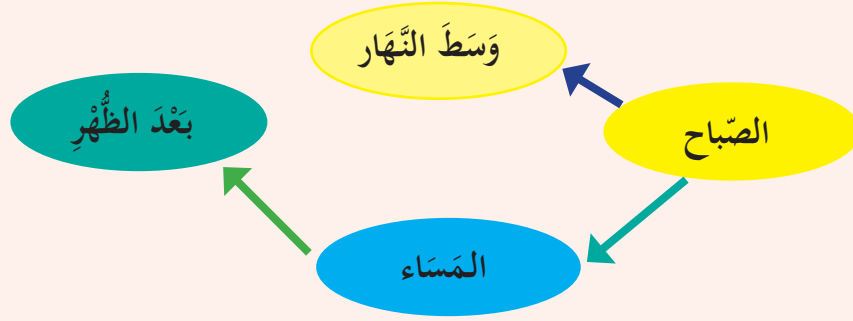 وَسَطَ النَّهَار
الصّباح
بَعْدَ الظُّهْرِ
المَسَاء